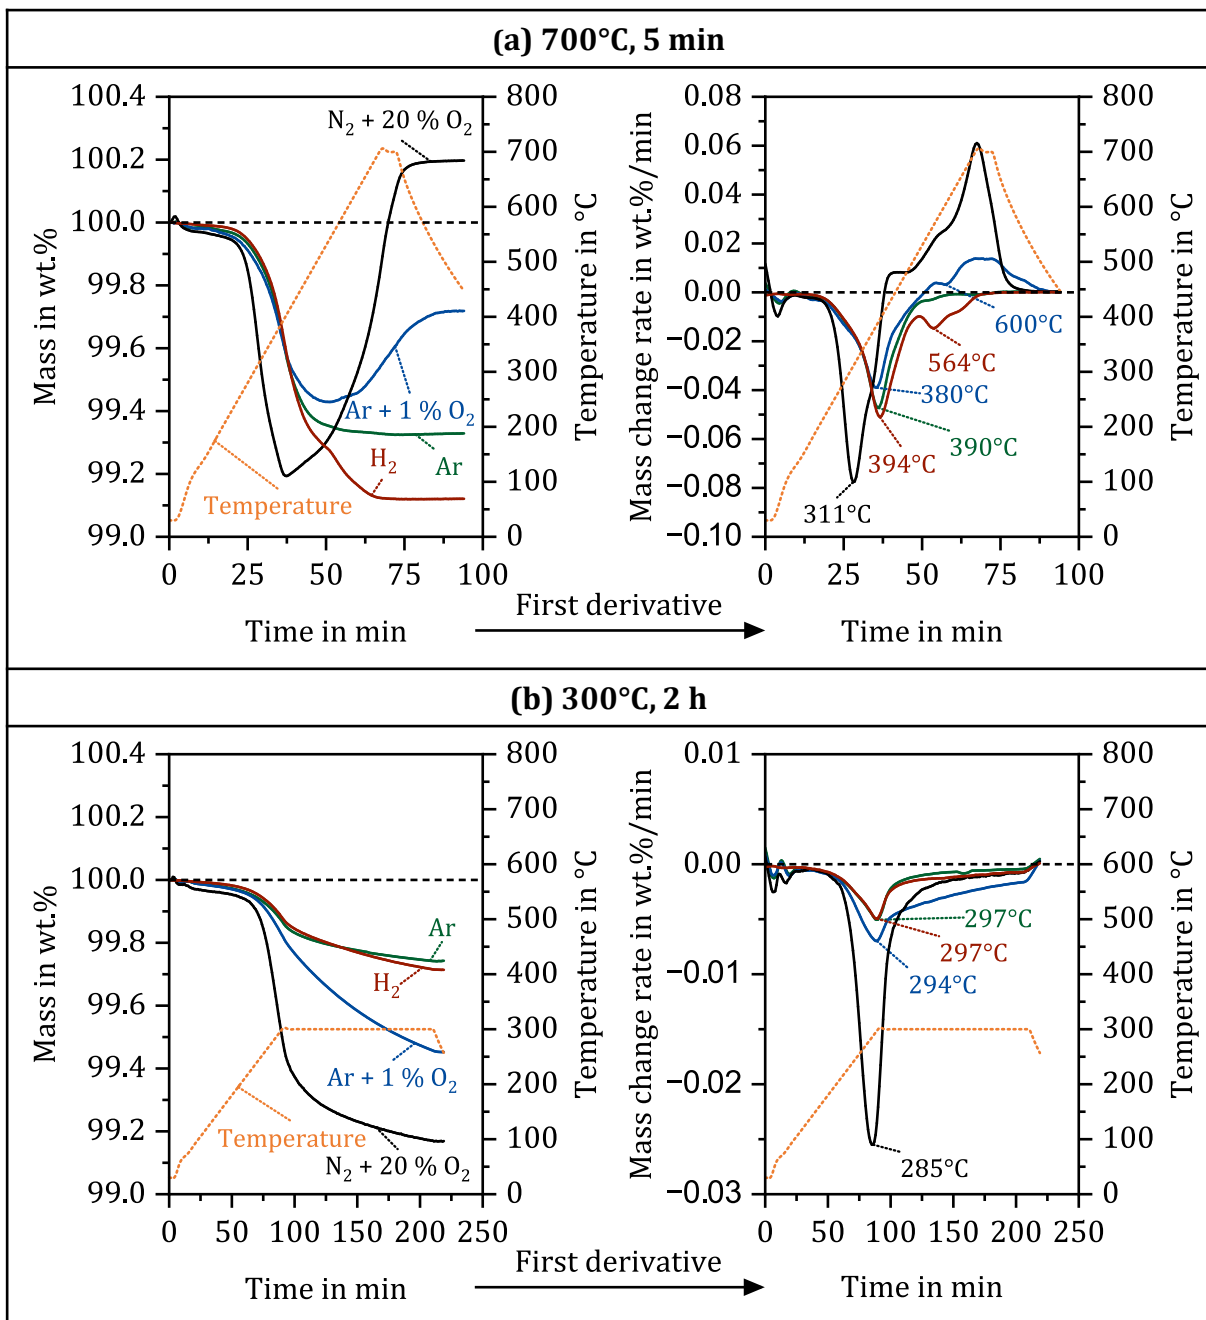 (a) 700°C, 5 min
Mass in wt.%
100.4
100.2
100.0
99.8
99.6
99.4
99.2
99.0
N₂ + 20 % O₂
Ar + 1 % O₂
Ar
H₂
Temperature
800
700
600
500
400
300
200
100
0
Temperature in °C
0 25 50 75 100
Time in min
First derivative
Mass change rate in wt.%/min
0.08
0.06
0.04
0.02
0.00
−0.02
−0.04
−0.06
−0.08
−0.10
600°C
564°C
380°C
390°C
394°C
311°C
800
700
600
500
400
300
200
100
0
Temperature in °C
0 25 50 75 100
Time in min
(b) 300°C, 2 h
Mass in wt.%
100.4
100.2
100.0
99.8
99.6
99.4
99.2
99.0
Ar
H₂
Ar + 1 % O₂
Temperature
N₂ + 20 % O₂
800
700
600
500
400
300
200
100
0
Temperature in °C
0 50 100 150 200 250
Time in min
First derivative
Mass change rate in wt.%/min
0.01
0.00
−0.01
−0.02
−0.03
297°C
297°C
294°C
285°C
800
700
600
500
400
300
200
100
0
Temperature in °C
0 50 100 150 200 250
Time in min